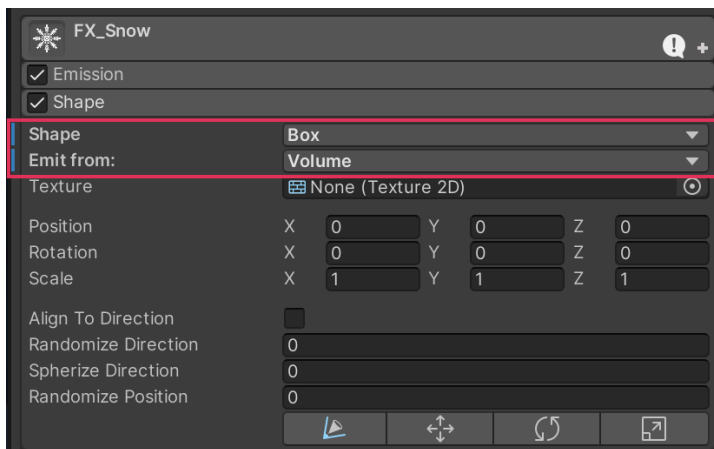 FX_Snow
Emission
Shape
Shape Box
Emit from: Volume
Texture None (Texture 2D)
Position X 0 Y 0 Z 0
Rotation X 0 Y 0 Z 0
Scale X 1 Y 1 Z 1
Align To Direction
Randomize Direction 0
Spherize Direction 0
Randomize Position 0